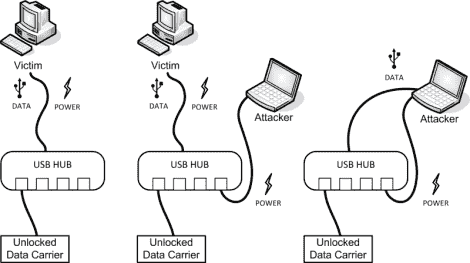 Victim
DATA
POWER
USB HUB
Unlocked
Data Carrier
Victim
DATA
POWER
Attacker
USB HUB
POWER
Unlocked
Data Carrier
DATA
Attacker
USB HUB
POWER
Unlocked
Data Carrier